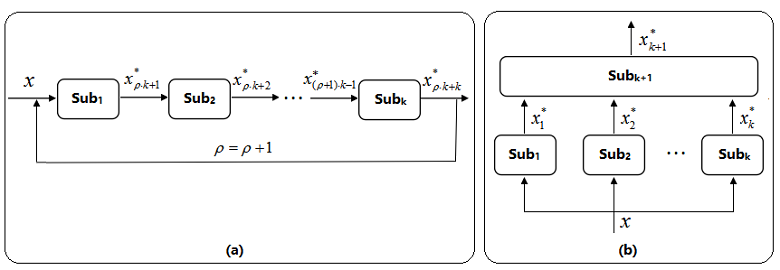 x
x*ρ·k+1
x*ρ·k+2
x*(ρ+1)·k−1
x*ρ·k+k
Sub1
Sub2
···
Subk
ρ = ρ +1
(a)
x*k+1
Subk+1
x*1
x*2
x*k
Sub1
Sub2
···
Subk
x
(b)